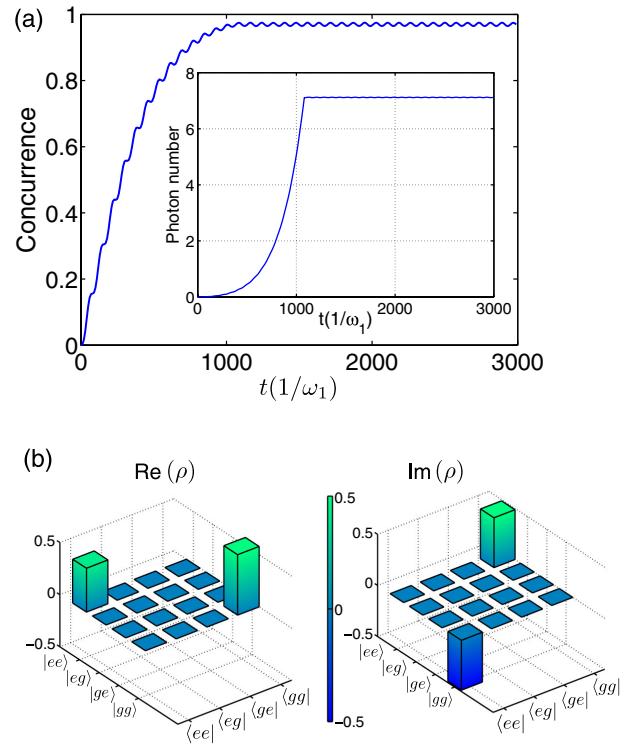 (a)
1
0.8
0.6
0.4
0.2
0
Concurrence
8
6
4
2
0
Photon number
0 1000 2000 3000
t(1/ω₁)
0 1000 2000 3000
t(1/ω₁)
(b)
Re (ρ)
Im (ρ)
0.5
0
−0.5
|ee⟩
|eg⟩
|ge⟩
|gg⟩
⟨ee|
⟨eg|
⟨ge|
⟨gg|
0.5
0
−0.5
0.5
0
−0.5
|ee⟩
|eg⟩
|ge⟩
|gg⟩
⟨ee|
⟨eg|
⟨ge|
⟨gg|